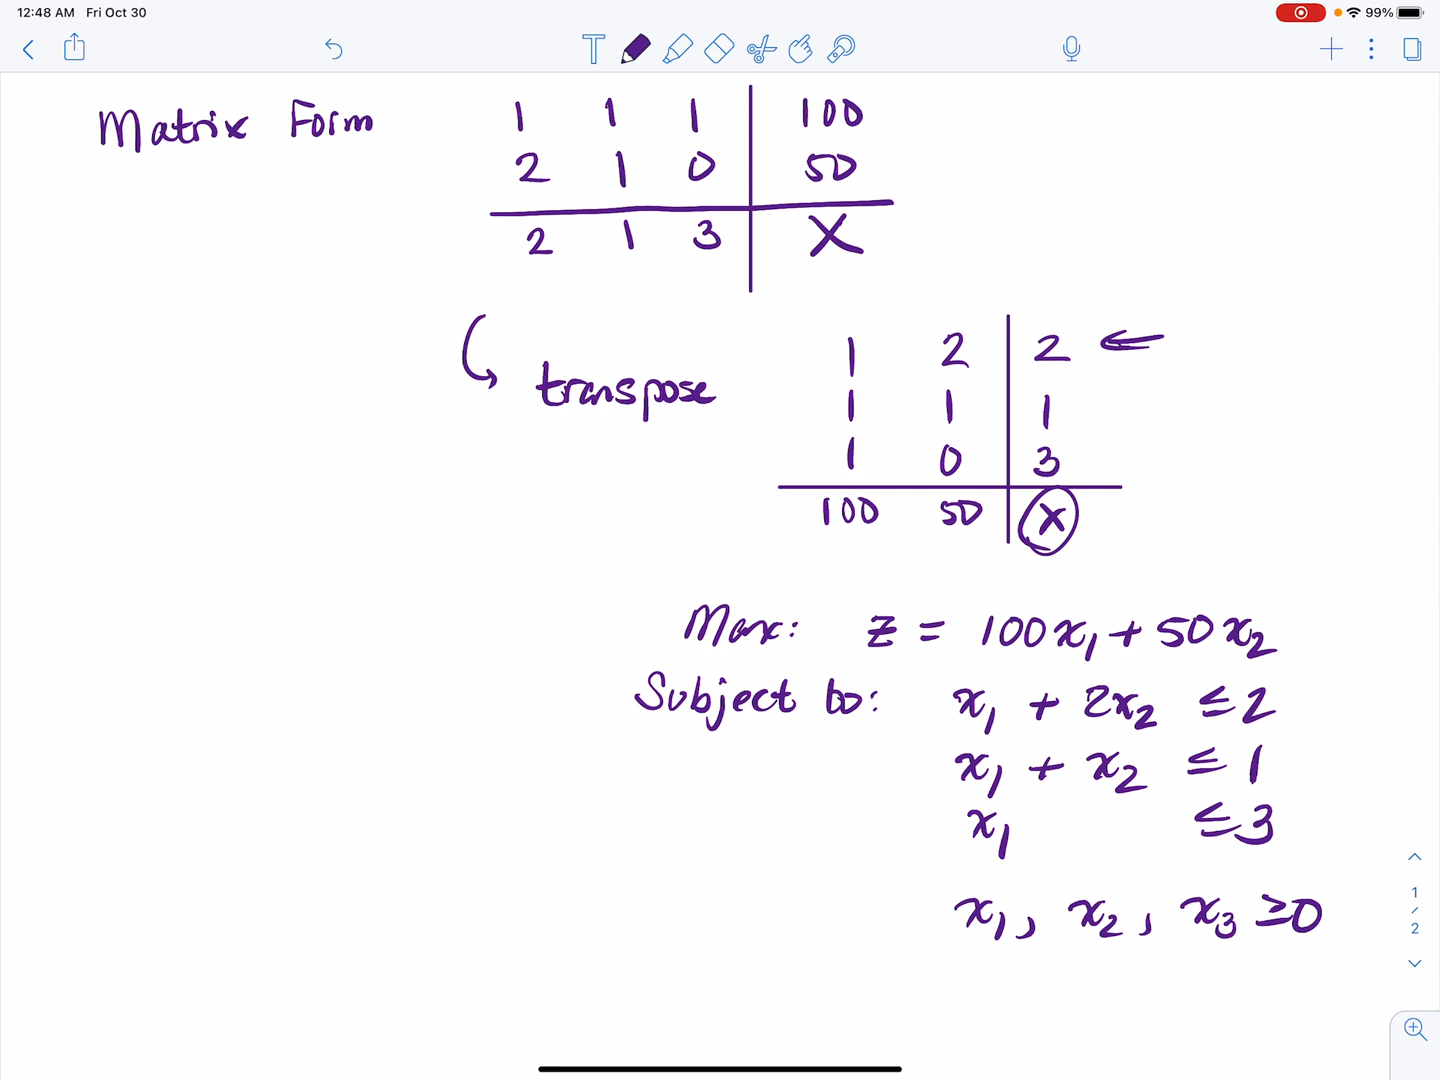 12:48 AM Fri Oct 30 99%
T
Matrix Form
1 1 1 100
2 1 0 50
2 1 3 X
transpose
1 2 2
1 1 1
1 0 3
100 50 X
Max: Z = 100x₁ + 50x₂
Subject to: x₁ + 2x₂ ≤ 2
x₁ + x₂ ≤ 1
x₁ ≤ 3
x₁, x₂, x₃ ≥ 0
1
/
2